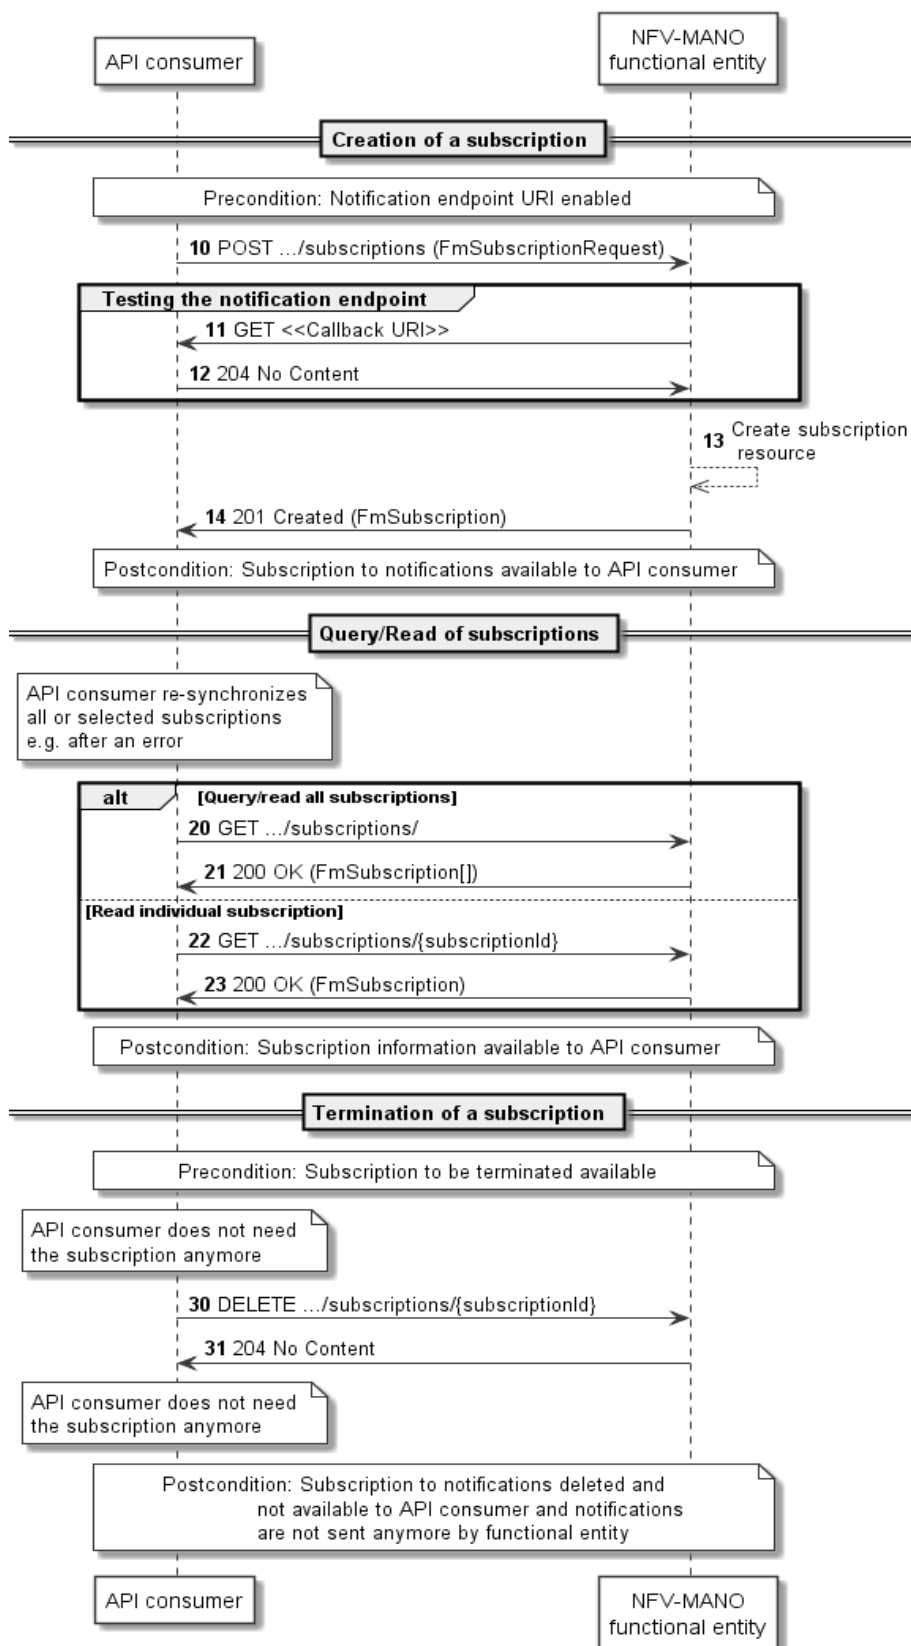 API consumer
NFV-MANO
functional entity
Creation of a subscription
Precondition: Notification endpoint URI enabled
10 POST .../subscriptions (FmSubscriptionRequest)
Testing the notification endpoint
11 GET <<Callback URI>>
12 204 No Content
13 Create subscription
resource
14 201 Created (FmSubscription)
Postcondition: Subscription to notifications available to API consumer
Query/Read of subscriptions
API consumer re-synchronizes
all or selected subscriptions
e.g. after an error
alt [Query/read all subscriptions]
20 GET .../subscriptions/
21 200 OK (FmSubscription[])
[Read individual subscription]
22 GET .../subscriptions/{subscriptionId}
23 200 OK (FmSubscription)
Postcondition: Subscription information available to API consumer
Termination of a subscription
Precondition: Subscription to be terminated available
API consumer does not need
the subscription anymore
30 DELETE .../subscriptions/{subscriptionId}
31 204 No Content
API consumer does not need
the subscription anymore
Postcondition: Subscription to notifications deleted and
not available to API consumer and notifications
are not sent anymore by functional entity
API consumer
NFV-MANO
functional entity